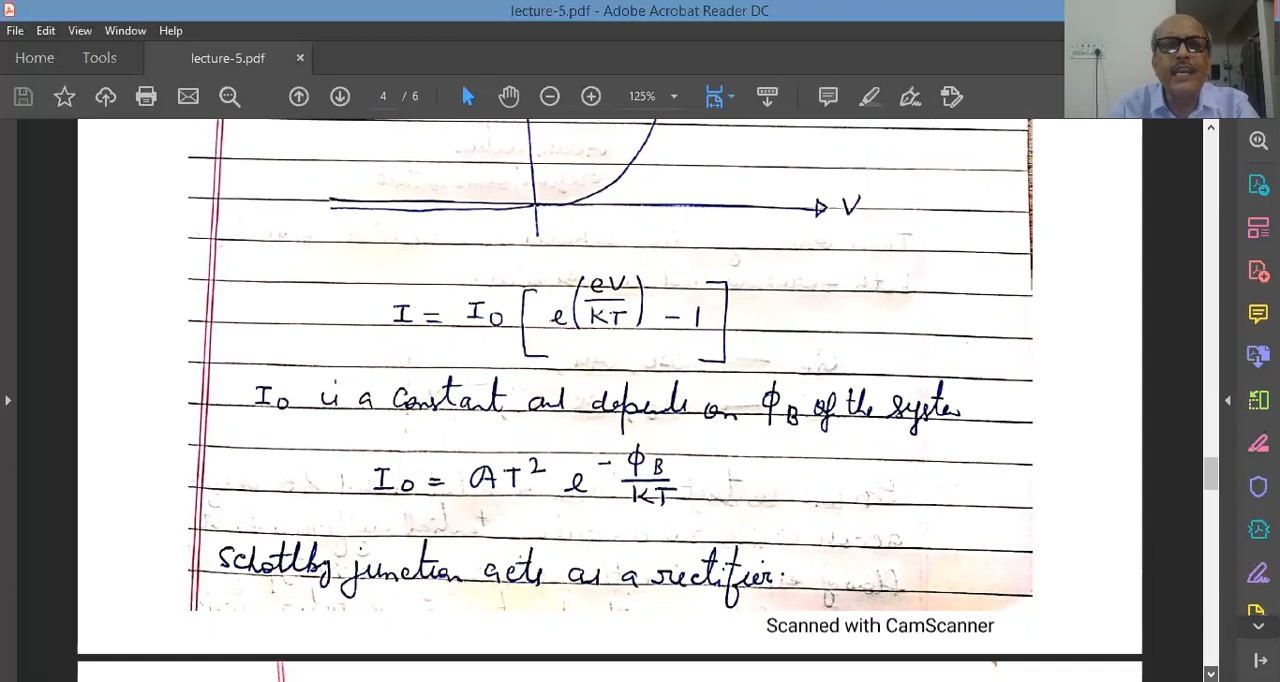 lecture-5.pdf - Adobe Acrobat Reader DC
File Edit View Window Help
Home Tools lecture-5.pdf ×
4 / 6 125%
V
I = I₀ [ e^(eV/KT) - 1 ]
I₀ is a constant and depends on ϕ_B of the system
I₀ = AT² e^(-ϕ_B/KT)
Schottky junction acts as a rectifier.
Scanned with CamScanner